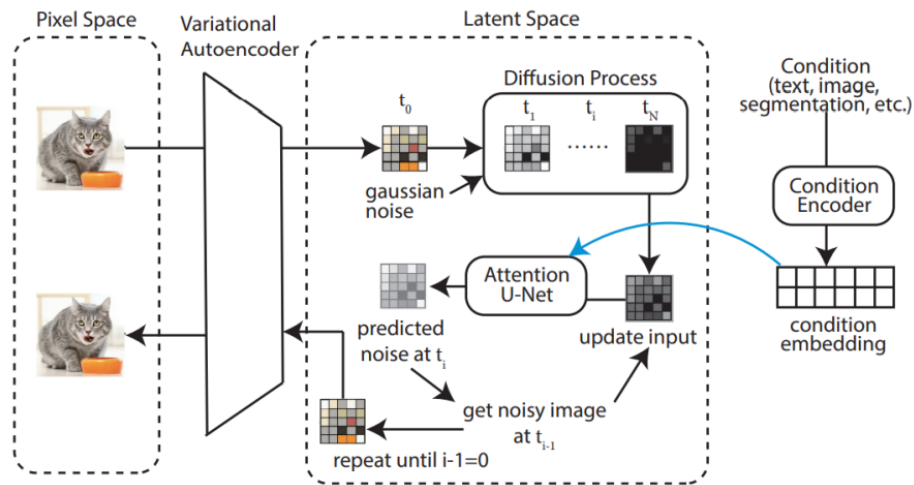 Pixel Space
Variational
Autoencoder
Latent Space
Diffusion Process
t0
t1
ti
tN
......
gaussian
noise
Condition
(text, image,
segmentation, etc.)
Condition
Encoder
condition
embedding
Attention
U-Net
update input
predicted
noise at ti
get noisy image
at ti-1
repeat until i-1=0